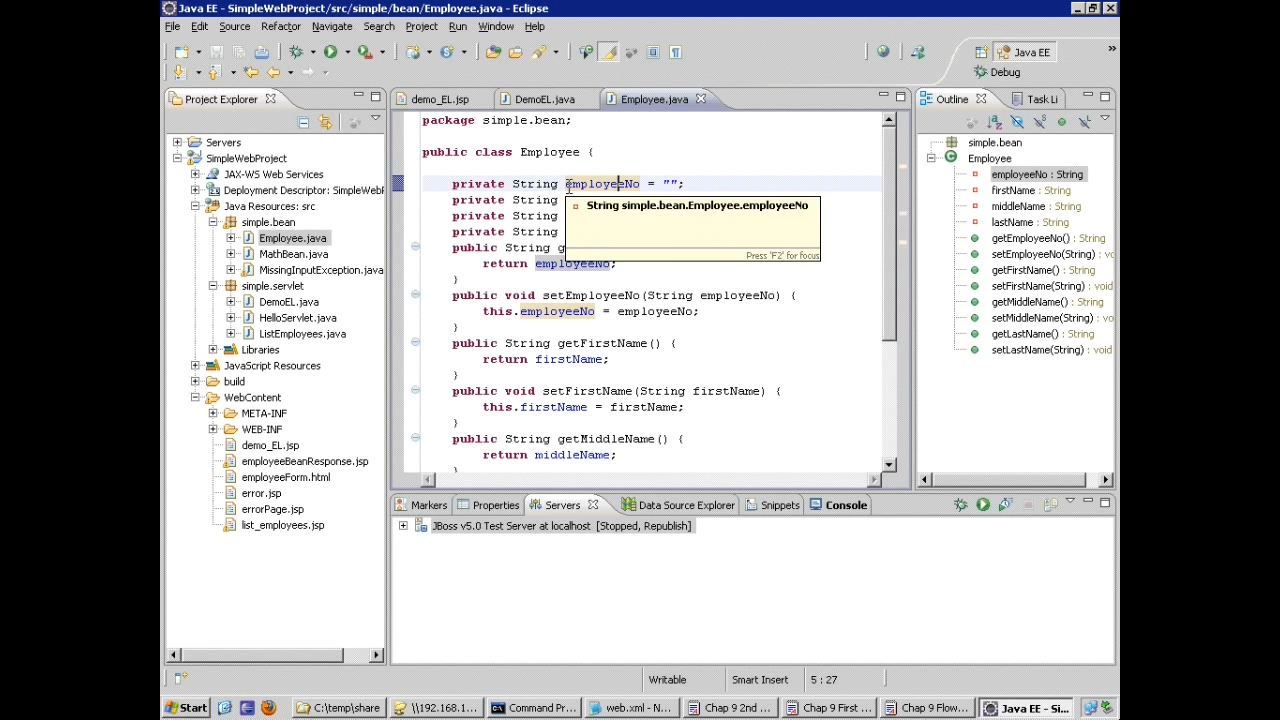 Java EE - SimpleWebProject/src/simple/bean/Employee.java - Eclipse
File Edit Source Refactor Navigate Search Project Run Window Help
Java EE
Debug
Project Explorer
Servers
SimpleWebProject
JAX-WS Web Services
Deployment Descriptor: SimpleWebP
Java Resources: src
simple.bean
Employee.java
MathBean.java
MissingInputException.java
simple.servlet
DemoEL.java
HelloServlet.java
ListEmployees.java
Libraries
JavaScript Resources
build
WebContent
META-INF
WEB-INF
demo_EL.jsp
employeeBeanResponse.jsp
employeeForm.html
error.jsp
errorPage.jsp
list_employees.jsp
demo_EL.jsp DemoEL.java Employee.java
package simple.bean;
public class Employee {
private String employeeNo = "";
private String
private String
private String
String simple.bean.Employee.employeeNo
Press 'F2' for focus
public String g
return employeeNo;
}
public void setEmployeeNo(String employeeNo) {
this.employeeNo = employeeNo;
}
public String getFirstName() {
return firstName;
}
public void setFirstName(String firstName) {
this.firstName = firstName;
}
public String getMiddleName() {
return middleName;
}
Outline Task Li
simple.bean
Employee
employeeNo : String
firstName : String
middleName : String
lastName : String
getEmployeeNo() : String
setEmployeeNo(String) : vo
getFirstName() : String
setFirstName(String) : void
getMiddleName() : String
setMiddleName(String) : vo
getLastName() : String
setLastName(String) : void
Markers Properties Servers Data Source Explorer Snippets Console
JBoss v5.0 Test Server at localhost [Stopped, Republish]
Writable Smart Insert 5 : 27
Start C:\temp\share \\192.168.1... Command Pr... web.xml - N... Chap 9 2nd ... Chap 9 First ... Chap 9 Flow... Java EE - Si...